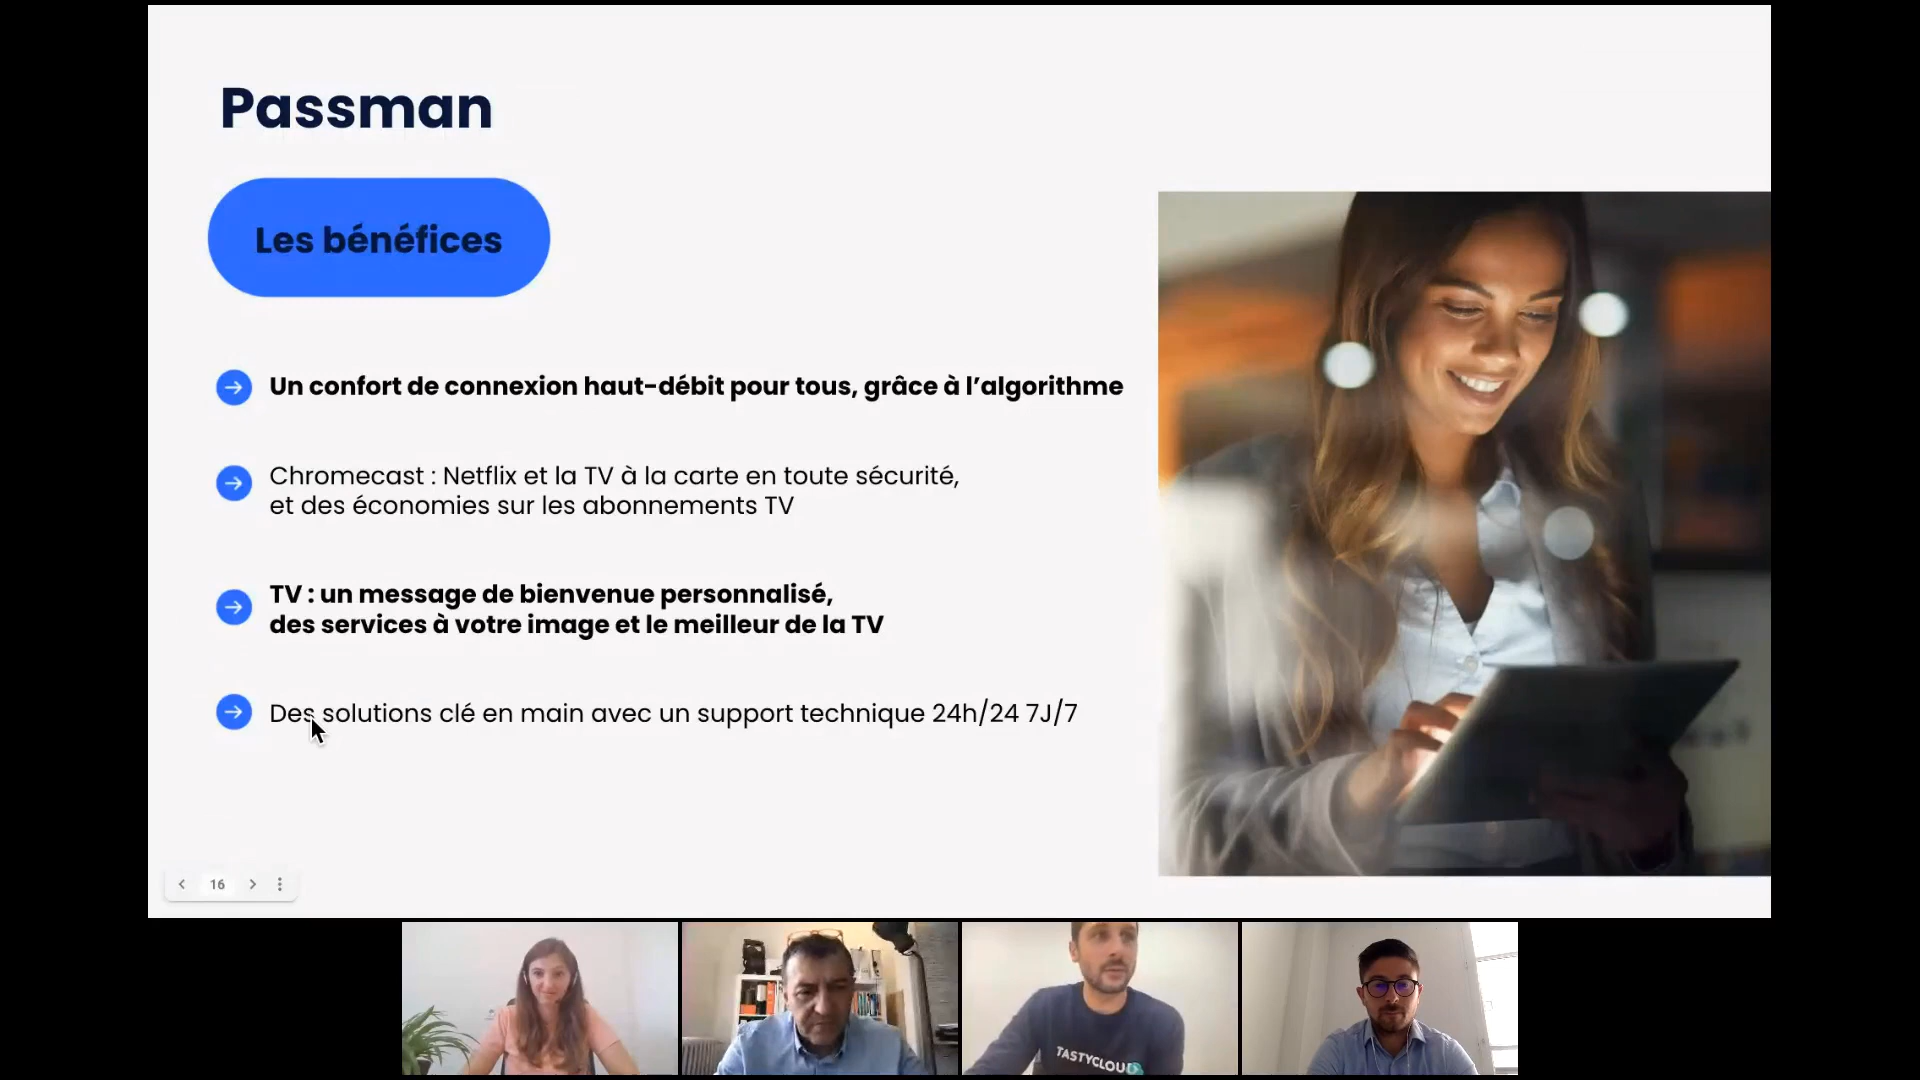 Passman
Les bénéfices
Un confort de connexion haut-débit pour tous, grâce à l’algorithme
Chromecast : Netflix et la TV à la carte en toute sécurité,
et des économies sur les abonnements TV
TV : un message de bienvenue personnalisé,
des services à votre image et le meilleur de la TV
Des solutions clé en main avec un support technique 24h/24 7J/7
16
TASTYCLOUD